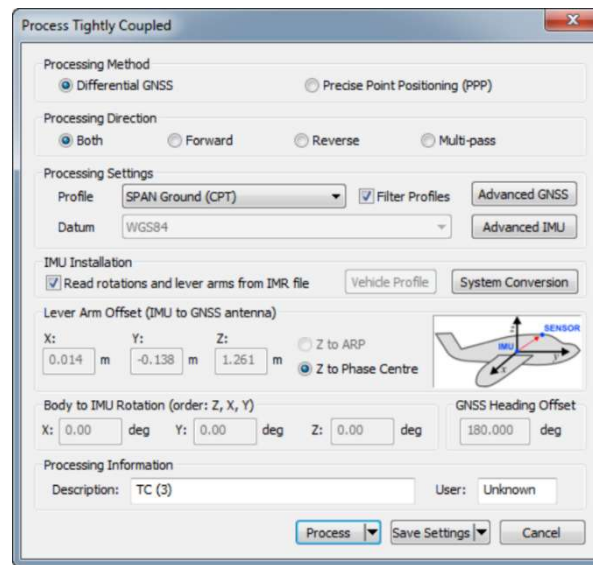 Process Tightly Coupled
Processing Method
Differential GNSS Precise Point Positioning (PPP)
Processing Direction
Both Forward Reverse Multi-pass
Processing Settings
Profile SPAN Ground (CPT) Filter Profiles Advanced GNSS
Datum WGS84 Advanced IMU
IMU Installation
Read rotations and lever arms from IMR file Vehicle Profile System Conversion
Lever Arm Offset (IMU to GNSS antenna)
X: Y: Z:
0.014 m -0.138 m 1.261 m
Z to ARP
Z to Phase Centre
z SENSOR
IMU
x y
Body to IMU Rotation (order: Z, X, Y) GNSS Heading Offset
X: 0.00 deg Y: 0.00 deg Z: 0.00 deg 180.000 deg
Processing Information
Description: TC (3) User: Unknown
Process Save Settings Cancel